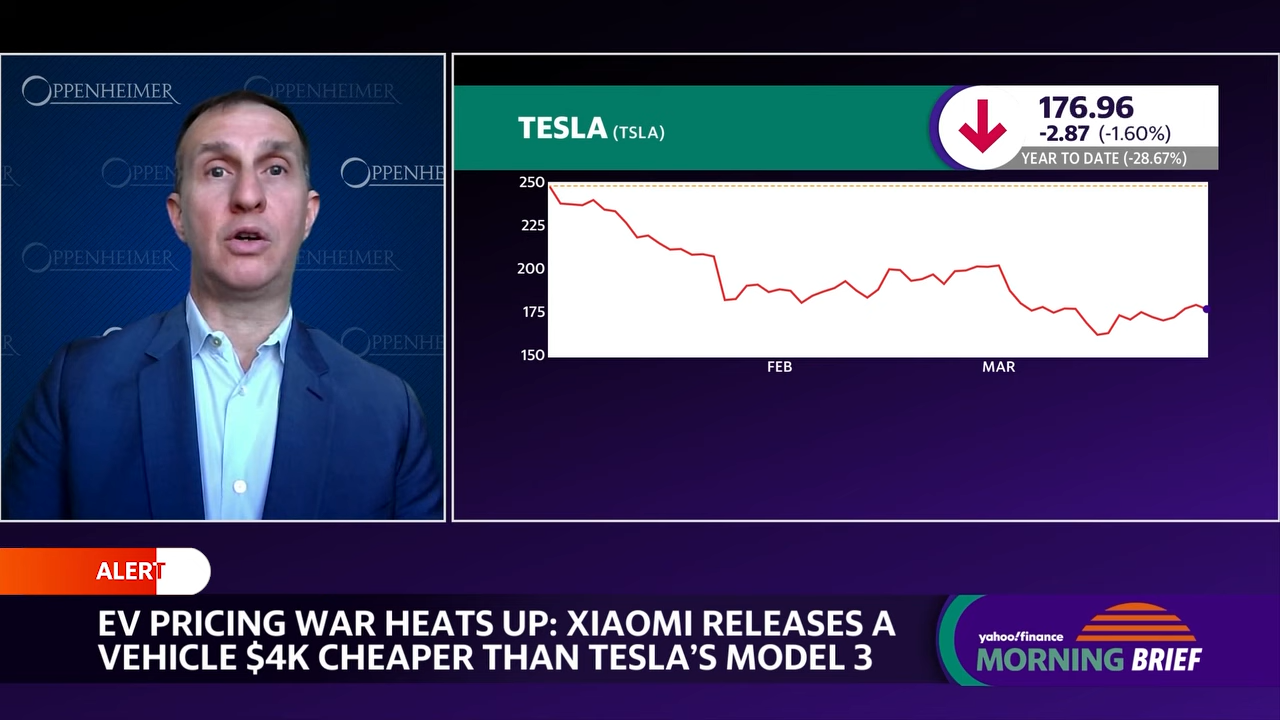 OPPENHEIMER
OPPENHEIMER
OPPENHEIMER
OPPENHEIMER
OPPENHEIMER
TESLA (TSLA)
176.96
-2.87 (-1.60%)
YEAR TO DATE (-28.67%)
250
225
200
175
150
FEB
MAR
ALERT
EV PRICING WAR HEATS UP: XIAOMI RELEASES A
VEHICLE $4K CHEAPER THAN TESLA'S MODEL 3
yahoo!finance
MORNING BRIEF